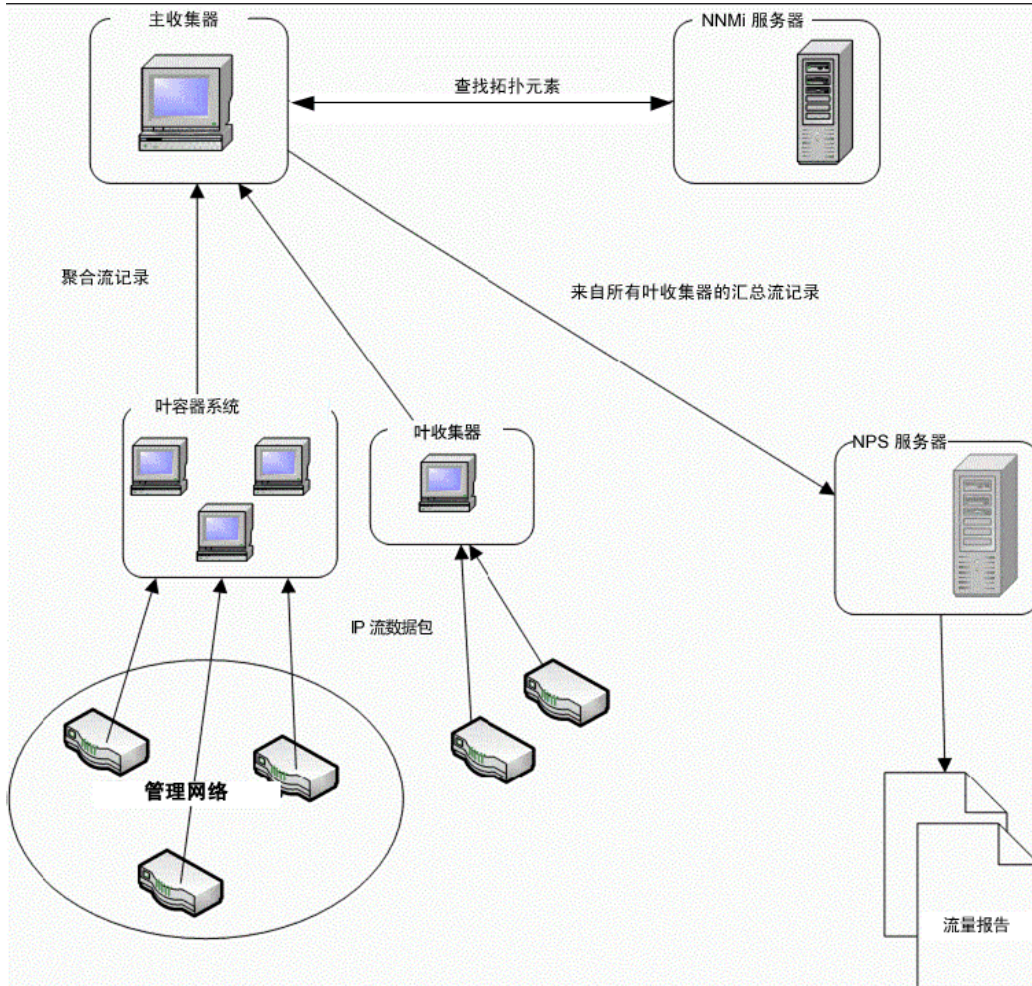 主收集器
NNMi 服务器
查找拓扑元素
聚合流记录
来自所有叶收集器的汇总流记录
叶容器系统
叶收集器
NPS 服务器
IP 流数据包
管理网络
流量报告